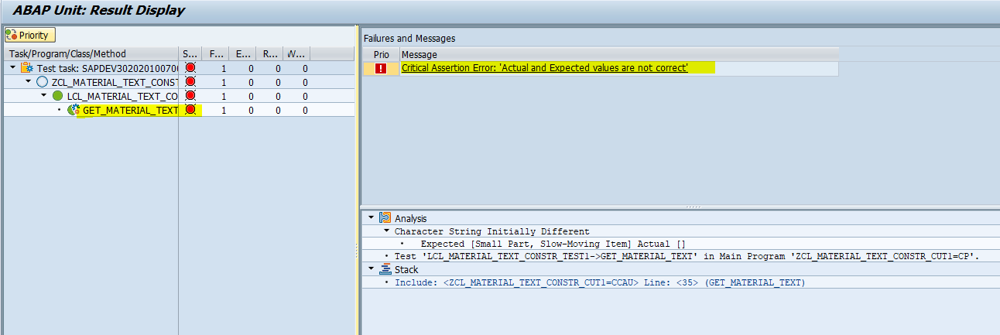 ABAP Unit: Result Display
Priority
Task/Program/Class/Method S... F... E... R... W...
Test task: SAPDEV302020100700 1 0 0 0
ZCL_MATERIAL_TEXT_CONST 1 0 0 0
LCL_MATERIAL_TEXT_CO 1 0 0 0
GET_MATERIAL_TEXT 1 0 0 0
Failures and Messages
Prio Message
Critical Assertion Error: 'Actual and Expected values are not correct'
Analysis
Character String Initially Different
Expected [Small Part, Slow-Moving Item] Actual []
Test 'LCL_MATERIAL_TEXT_CONSTR_TEST1->GET_MATERIAL_TEXT' in Main Program 'ZCL_MATERIAL_TEXT_CONSTR_CUT1=CP'.
Stack
Include: <ZCL_MATERIAL_TEXT_CONSTR_CUT1=CCAU> Line: <35> (GET_MATERIAL_TEXT)